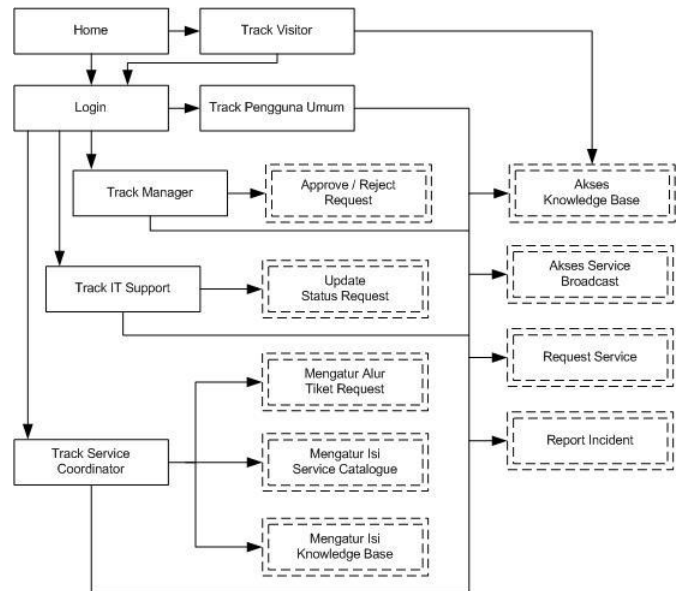 Home
Track Visitor
Login
Track Pengguna Umum
Track Manager
Approve / Reject
Request
Akses
Knowledge Base
Track IT Support
Update
Status Request
Akses Service
Broadcast
Mengatur Alur
Tiket Request
Request Service
Track Service
Coordinator
Mengatur Isi
Service Catalogue
Report Incident
Mengatur Isi
Knowledge Base